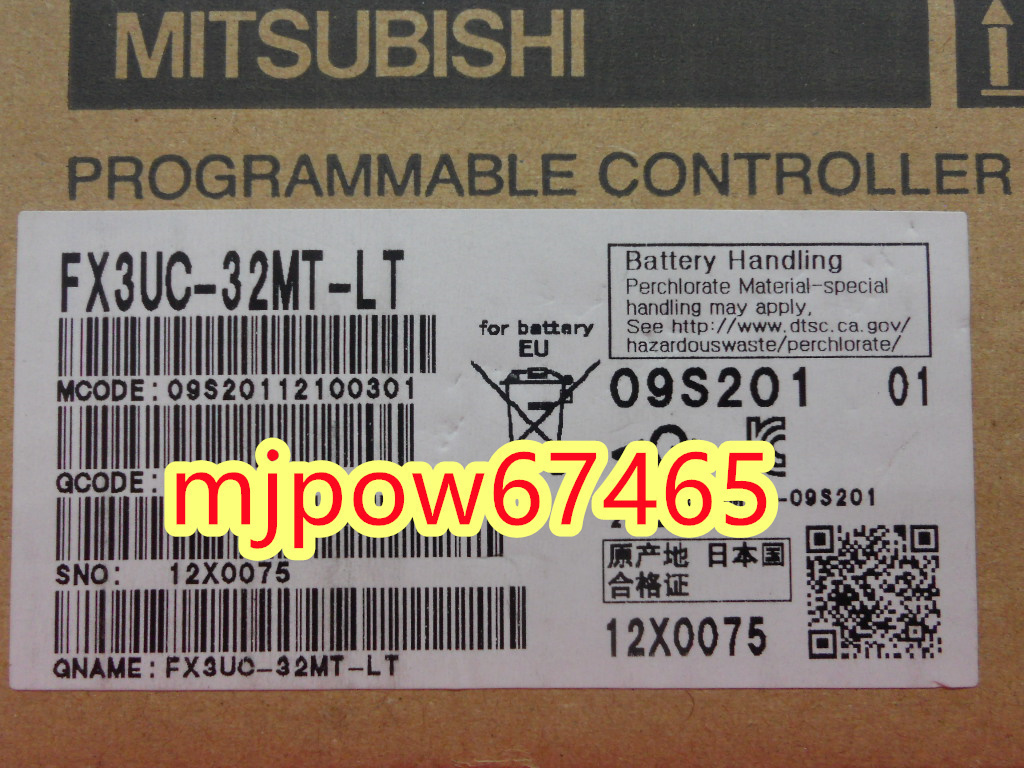 MITSUBISHI
PROGRAMMABLE CONTROLLER
FX3UC-32MT-LT
MCODE:09S20112100301
QCODE:
SNO: 12X0075
QNAME:FX3UC-32MT-LT
for battery
EU
Battery Handling
Perchlorate Material-special
handling may apply,
See http://www.dtsc.ca.gov/
hazardouswaste/perchlorate/
09S201 01
-09S201
原产地 日本国
合格证
12X0075
mjpow67465